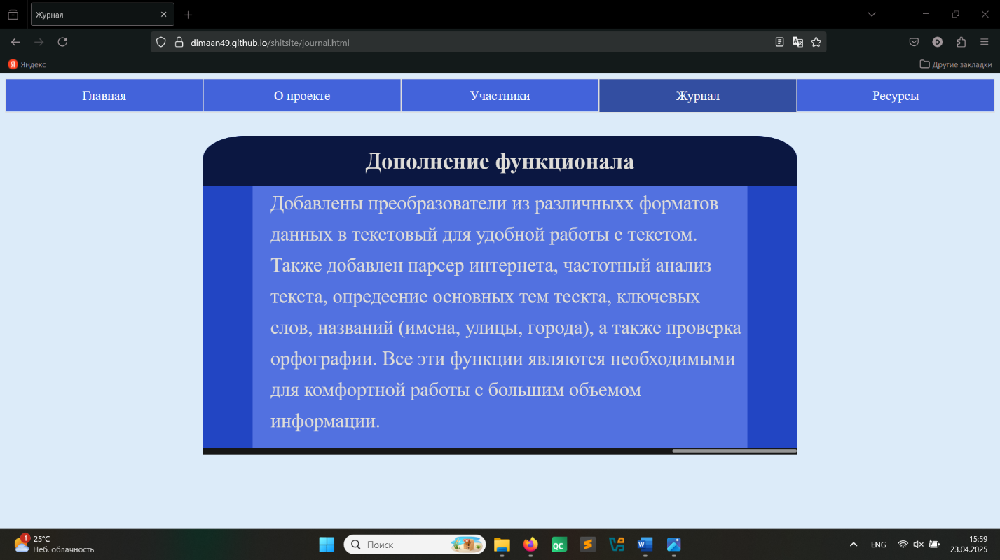 Журнал
dimaan49.github.io/shitsite/journal.html
D
Яндекс
Другие закладки
Главная
О проекте
Участники
Журнал
Ресурсы
Дополнение функционала
Добавлены преобразователи из различныхх форматов
данных в текстовый для удобной работы с текстом.
Также добавлен парсер интернета, частотный анализ
текста, опредеение основных тем тескта, ключевых
слов, названий (имена, улицы, города), а также проверка
орфографии. Все эти функции являются необходимыми
для комфортной работы с большим объемом
информации.
1
25°C
Неб. облачность
Поиск
QC
W
ENG
15:59
23.04.2025